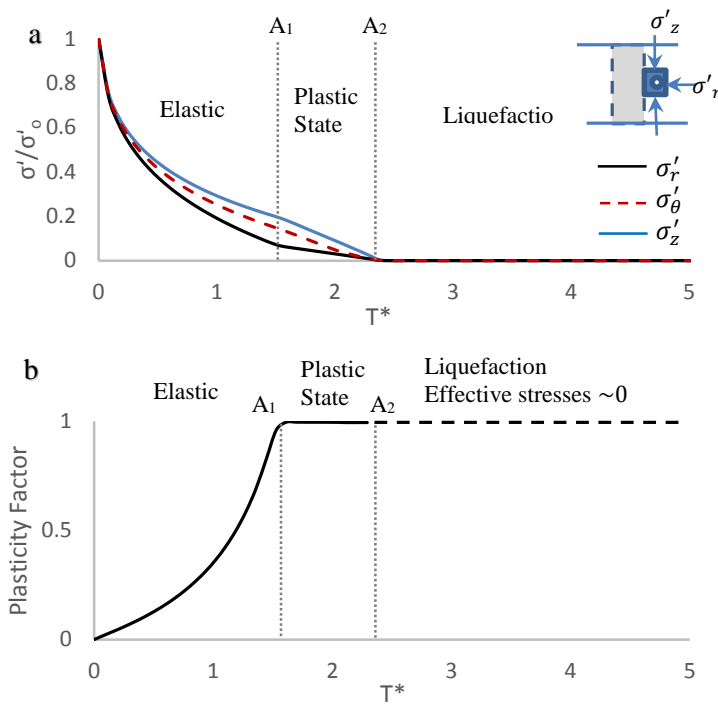 a
A1
A2
σ'z
σ'r
Elastic
Plastic
State
Liquefactio
σ'/σ'o
1
0.8
0.6
0.4
0.2
0
0
1
2
3
4
5
T*
σ'r
σ'θ
σ'z
b
Elastic
A1
Plastic
State
A2
Liquefaction
Effective stresses ~0
Plasticity Factor
1
0.5
0
0
1
2
3
4
5
T*